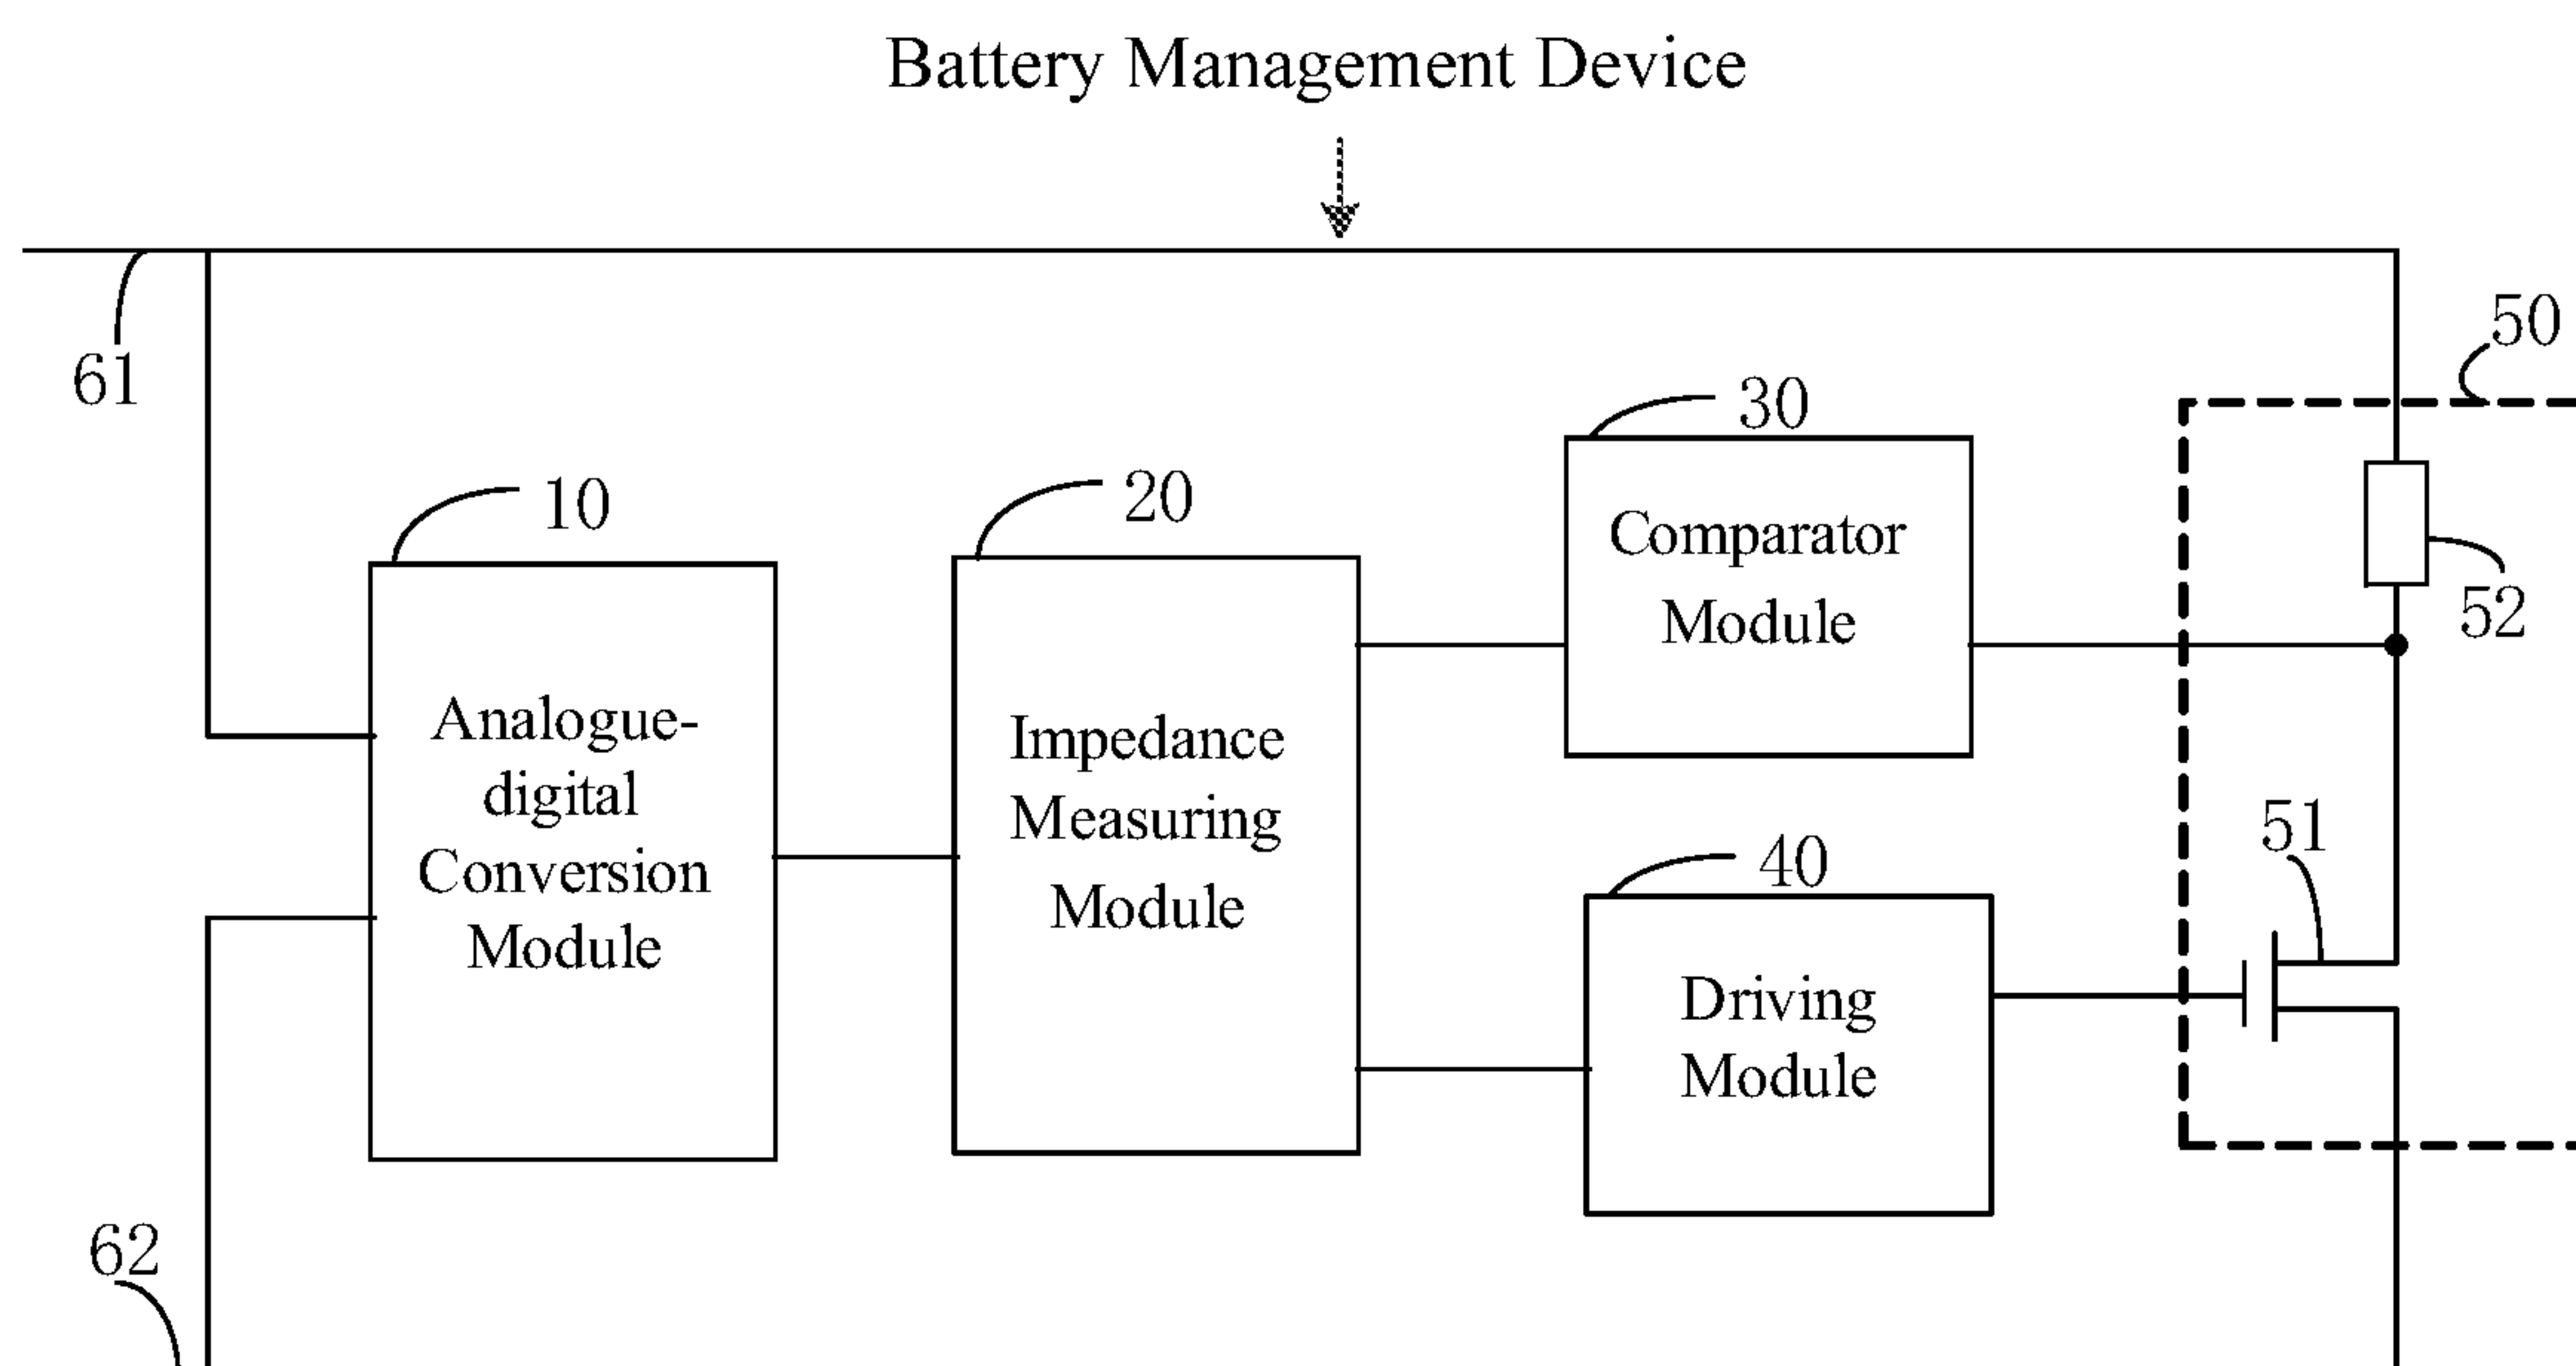 Battery Management Device
61
50
30
10
20
Comparator
Module
52
Analogue-
digital
Conversion
Module
Impedance
Measuring
Module
51
40
Driving
Module
62